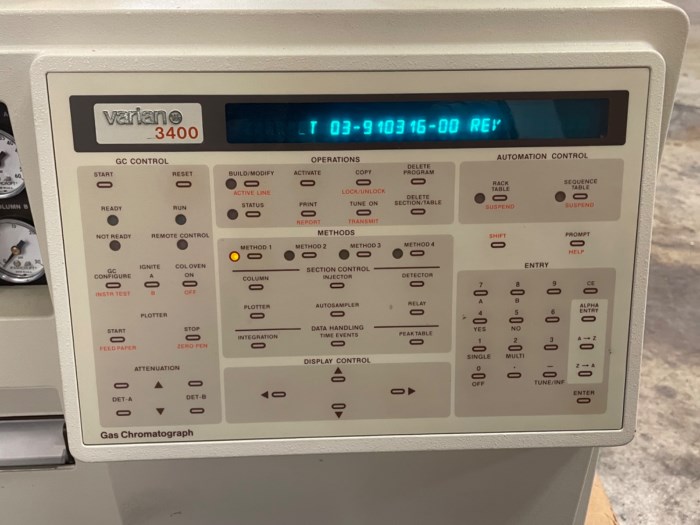 varian
3400
T 03-910316-00 REV
GC CONTROL
START RESET
READY RUN
NOT READY REMOTE CONTROL
GC CONFIGURE IGNITE A COL OVEN ON
INSTR TEST B OFF
PLOTTER
START STOP
FEED PAPER ZERO PEN
ATTENUATION
DET-A DET-B
Gas Chromatograph
OPERATIONS
BUILD/MODIFY ACTIVATE COPY DELETE PROGRAM
ACTIVE LINE LOCK/UNLOCK
STATUS PRINT TUNE ON DELETE SECTION/TABLE
REPORT TRANSMIT
METHODS
METHOD 1 METHOD 2 METHOD 3 METHOD 4
SECTION CONTROL
COLUMN INJECTOR DETECTOR
PLOTTER AUTOSAMPLER RELAY
DATA HANDLING
INTEGRATION TIME EVENTS PEAK TABLE
DISPLAY CONTROL
AUTOMATION CONTROL
RACK TABLE SEQUENCE TABLE
SUSPEND SUSPEND
SHIFT PROMPT
HELP
ENTRY
7 8 9 CE
A B
4 5 6 ALPHA ENTRY
YES NO
1 2 3 A → Z
SINGLE MULTI
0 . – Z → A
OFF TUNE/INF
ENTER